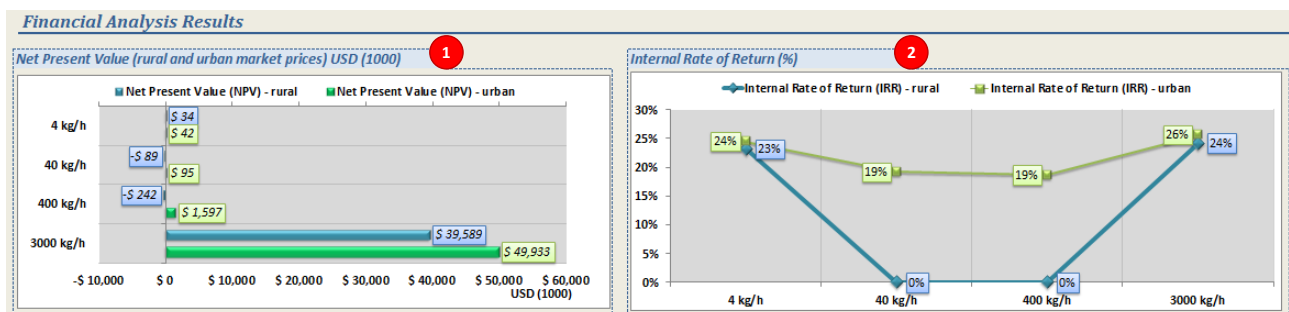 Financial Analysis Results
1
Net Present Value (rural and urban market prices) USD (1000)
Net Present Value (NPV) - rural
Net Present Value (NPV) - urban
4 kg/h
$ 34
$ 42
40 kg/h
-$ 89
$ 95
400 kg/h
-$ 242
$ 1,597
3000 kg/h
$ 39,589
$ 49,933
-$ 10,000 $ 0 $ 10,000 $ 20,000 $ 30,000 $ 40,000 $ 50,000 $ 60,000
USD (1000)
2
Internal Rate of Return (%)
Internal Rate of Return (IRR) - rural
Internal Rate of Return (IRR) - urban
30%
25%
20%
15%
10%
5%
0%
24%
23%
19%
0%
19%
0%
26%
24%
4 kg/h 40 kg/h 400 kg/h 3000 kg/h